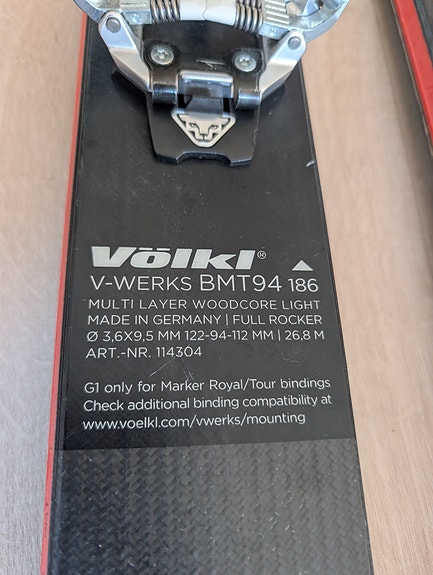 Völkl®
V-WERKS BMT94 186
MULTI LAYER WOODCORE LIGHT
MADE IN GERMANY | FULL ROCKER
Ø 3,6X9,5 MM 122-94-112 MM | 26,8 M
ART.-NR. 114304
G1 only for Marker Royal/Tour bindings
Check additional binding compatibility at
www.voelkl.com/vwerks/mounting